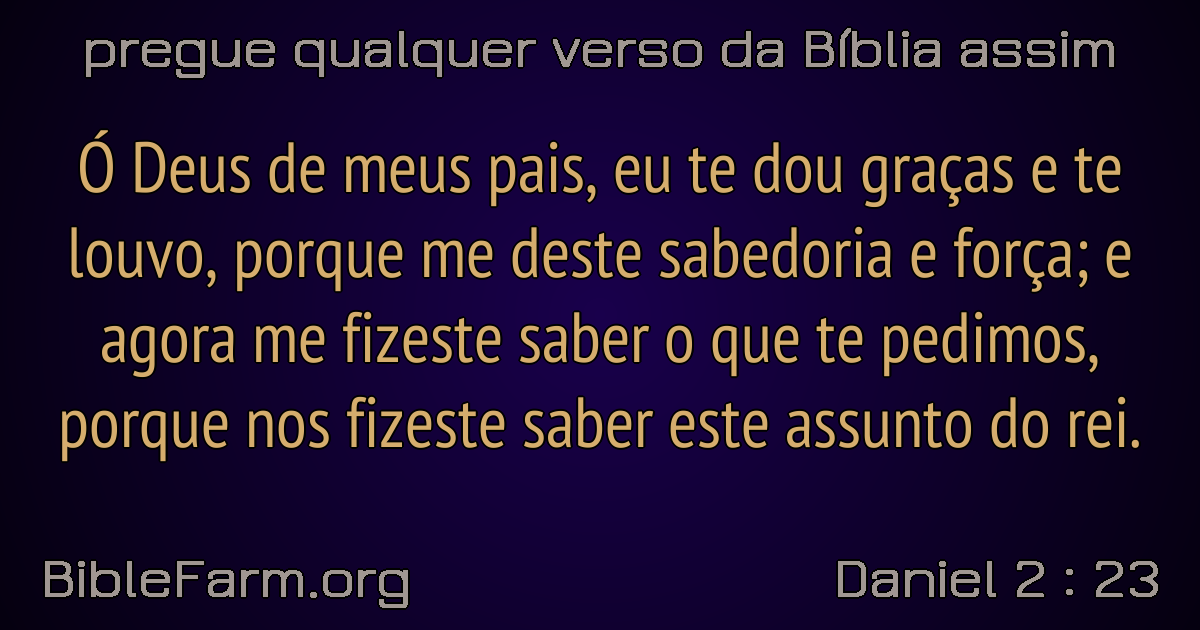 pregue qualquer verso da Bíblia assim
Ó Deus de meus pais, eu te dou graças e te
louvo, porque me deste sabedoria e força; e
agora me fizeste saber o que te pedimos,
porque nos fizeste saber este assunto do rei.
BibleFarm.org
Daniel 2 : 23